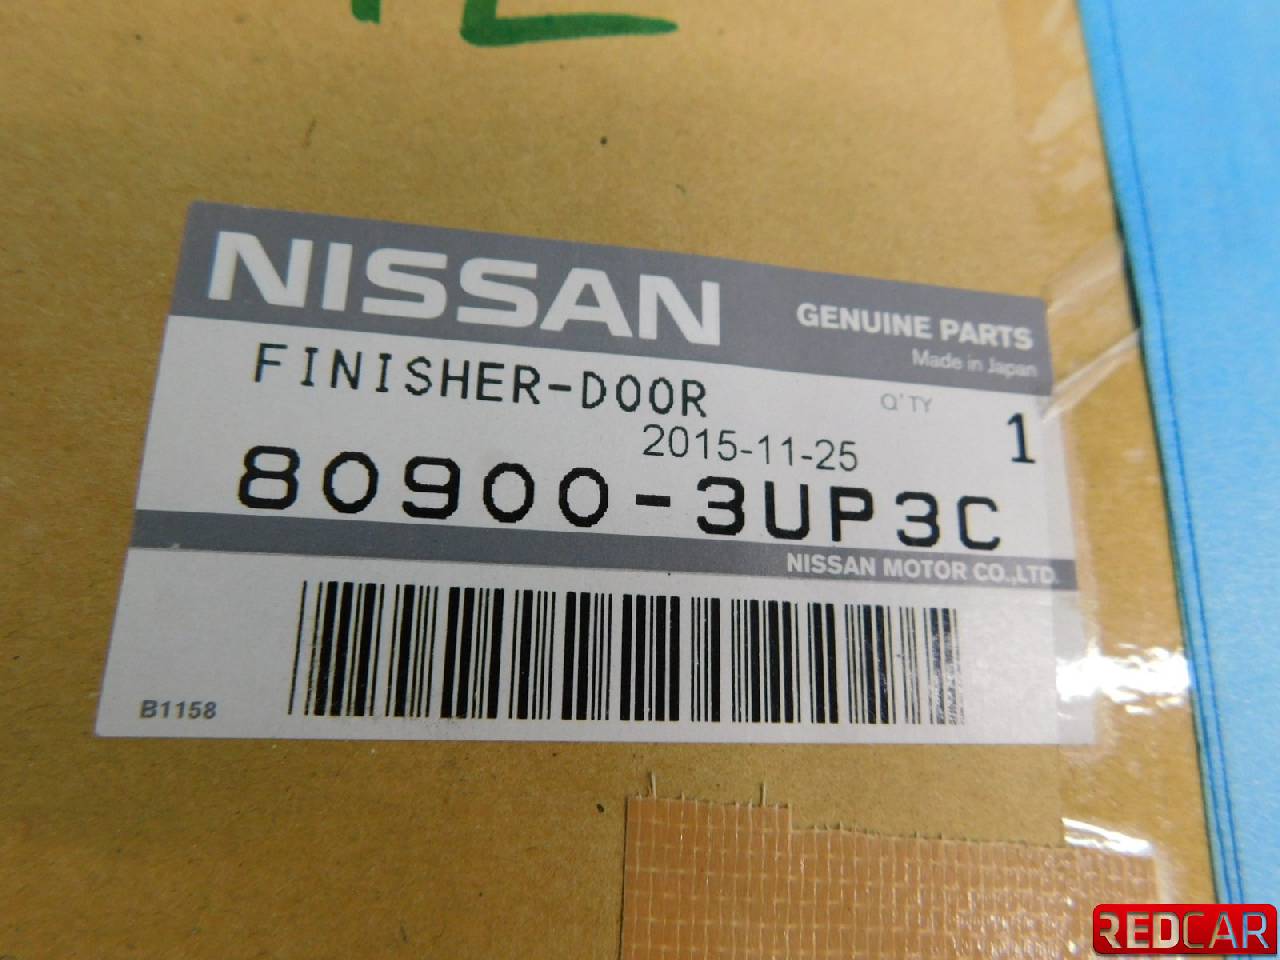 NISSAN
GENUINE PARTS
Made in Japan
FINISHER-DOOR
Q'TY 1
2015-11-25
80900-3UP3C
NISSAN MOTOR CO.,LTD.
B1158
REDCAR